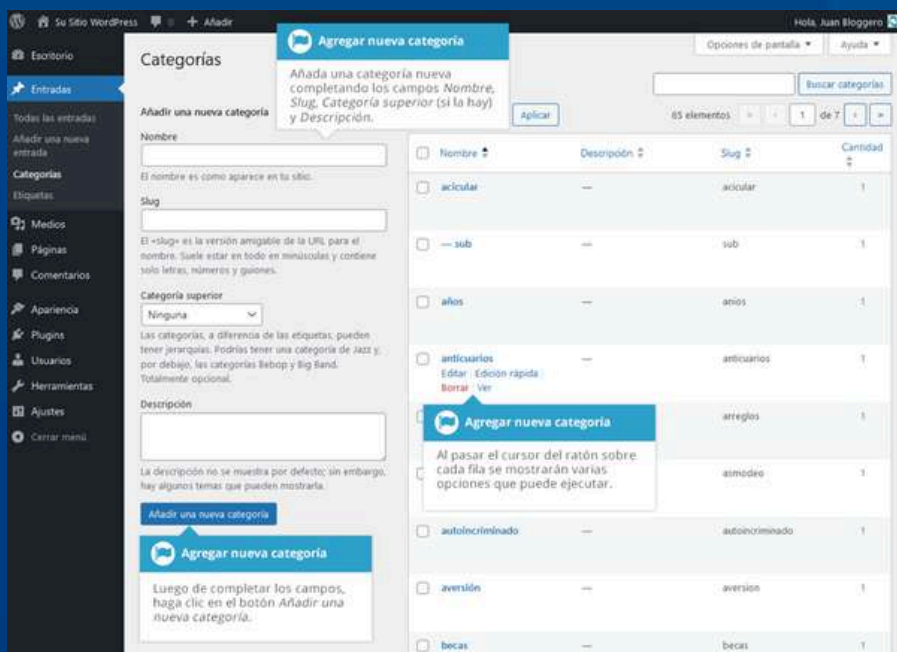 Su Sitio WordPress
Añadir
Hola, Juan Bloggero
Escritorio
Entradas
Todas las entradas
Añadir una nueva
entrada
Categorías
Etiquetas
Medios
Páginas
Comentarios
Apariencia
Plugins
Usuarios
Herramientas
Ajustes
Cerrar menú
Categorías
Agregar nueva categoría
Añada una categoría nueva
completando los campos Nombre,
Slug, Categoría superior (si la hay)
y Descripción.
Opciones de pantalla
Ayuda
Buscar categorías
Aplicar
85 elementos
1 de 7
Añadir una nueva categoría
Nombre
El nombre es como aparece en tu sitio.
Slug
El «slug» es la versión amigable de la URL para el
nombre. Suele estar en todo en minúsculas y contiene
solo letras, números y guiones.
Categoría superior
Ninguna
Las categorías, a diferencia de las etiquetas, pueden
tener jerarquías. Podrías tener una categoría de Jazz y,
por debajo, las categorías Bebop y Big Band.
Totalmente opcional.
Descripción
La descripción no se muestra por defecto; sin embargo,
hay algunos temas que pueden mostrarla.
Añadir una nueva categoría
Agregar nueva categoría
Luego de completar los campos,
haga clic en el botón Añadir una
nueva categoría.
Nombre Descripción Slug Cantidad
acicular — acicular 1
— sub — sub 1
años — anios 1
anticuarios — anticuarios 1
Editar Edición rápida
Borrar Ver
Agregar nueva categoría
Al pasar el cursor del ratón sobre
cada fila se mostrarán varias
opciones que puede ejecutar.
arreglos 1
asmodeo 1
autoincriminado — autoincriminado 1
aversión — aversion 1
becas — becas 1